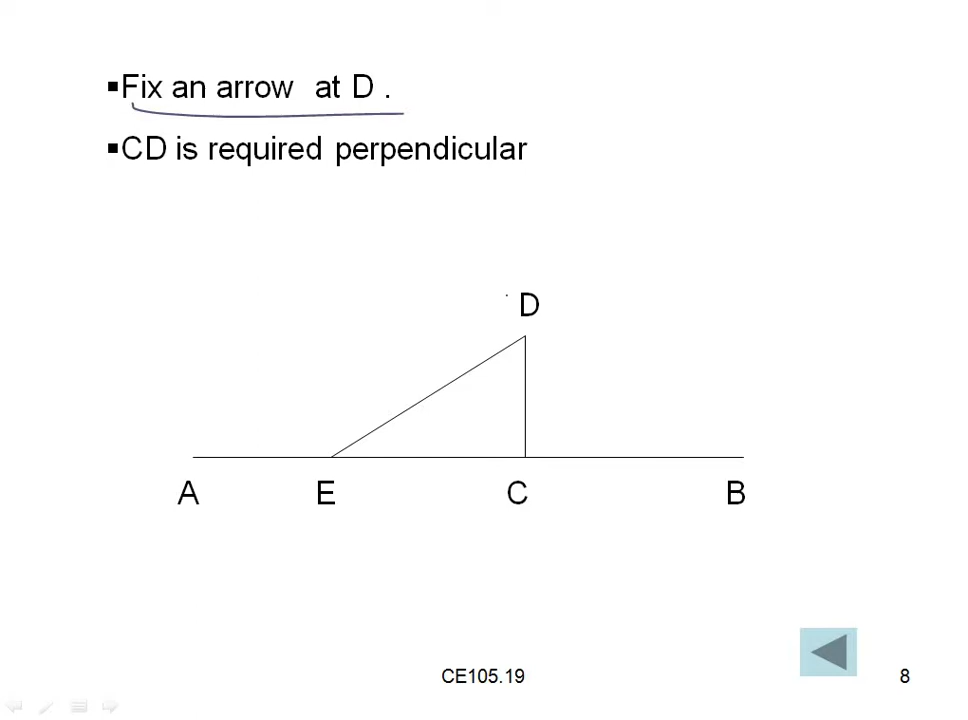 ▪Fix an arrow at D .
▪CD is required perpendicular
D
A E C B
CE105.19 8